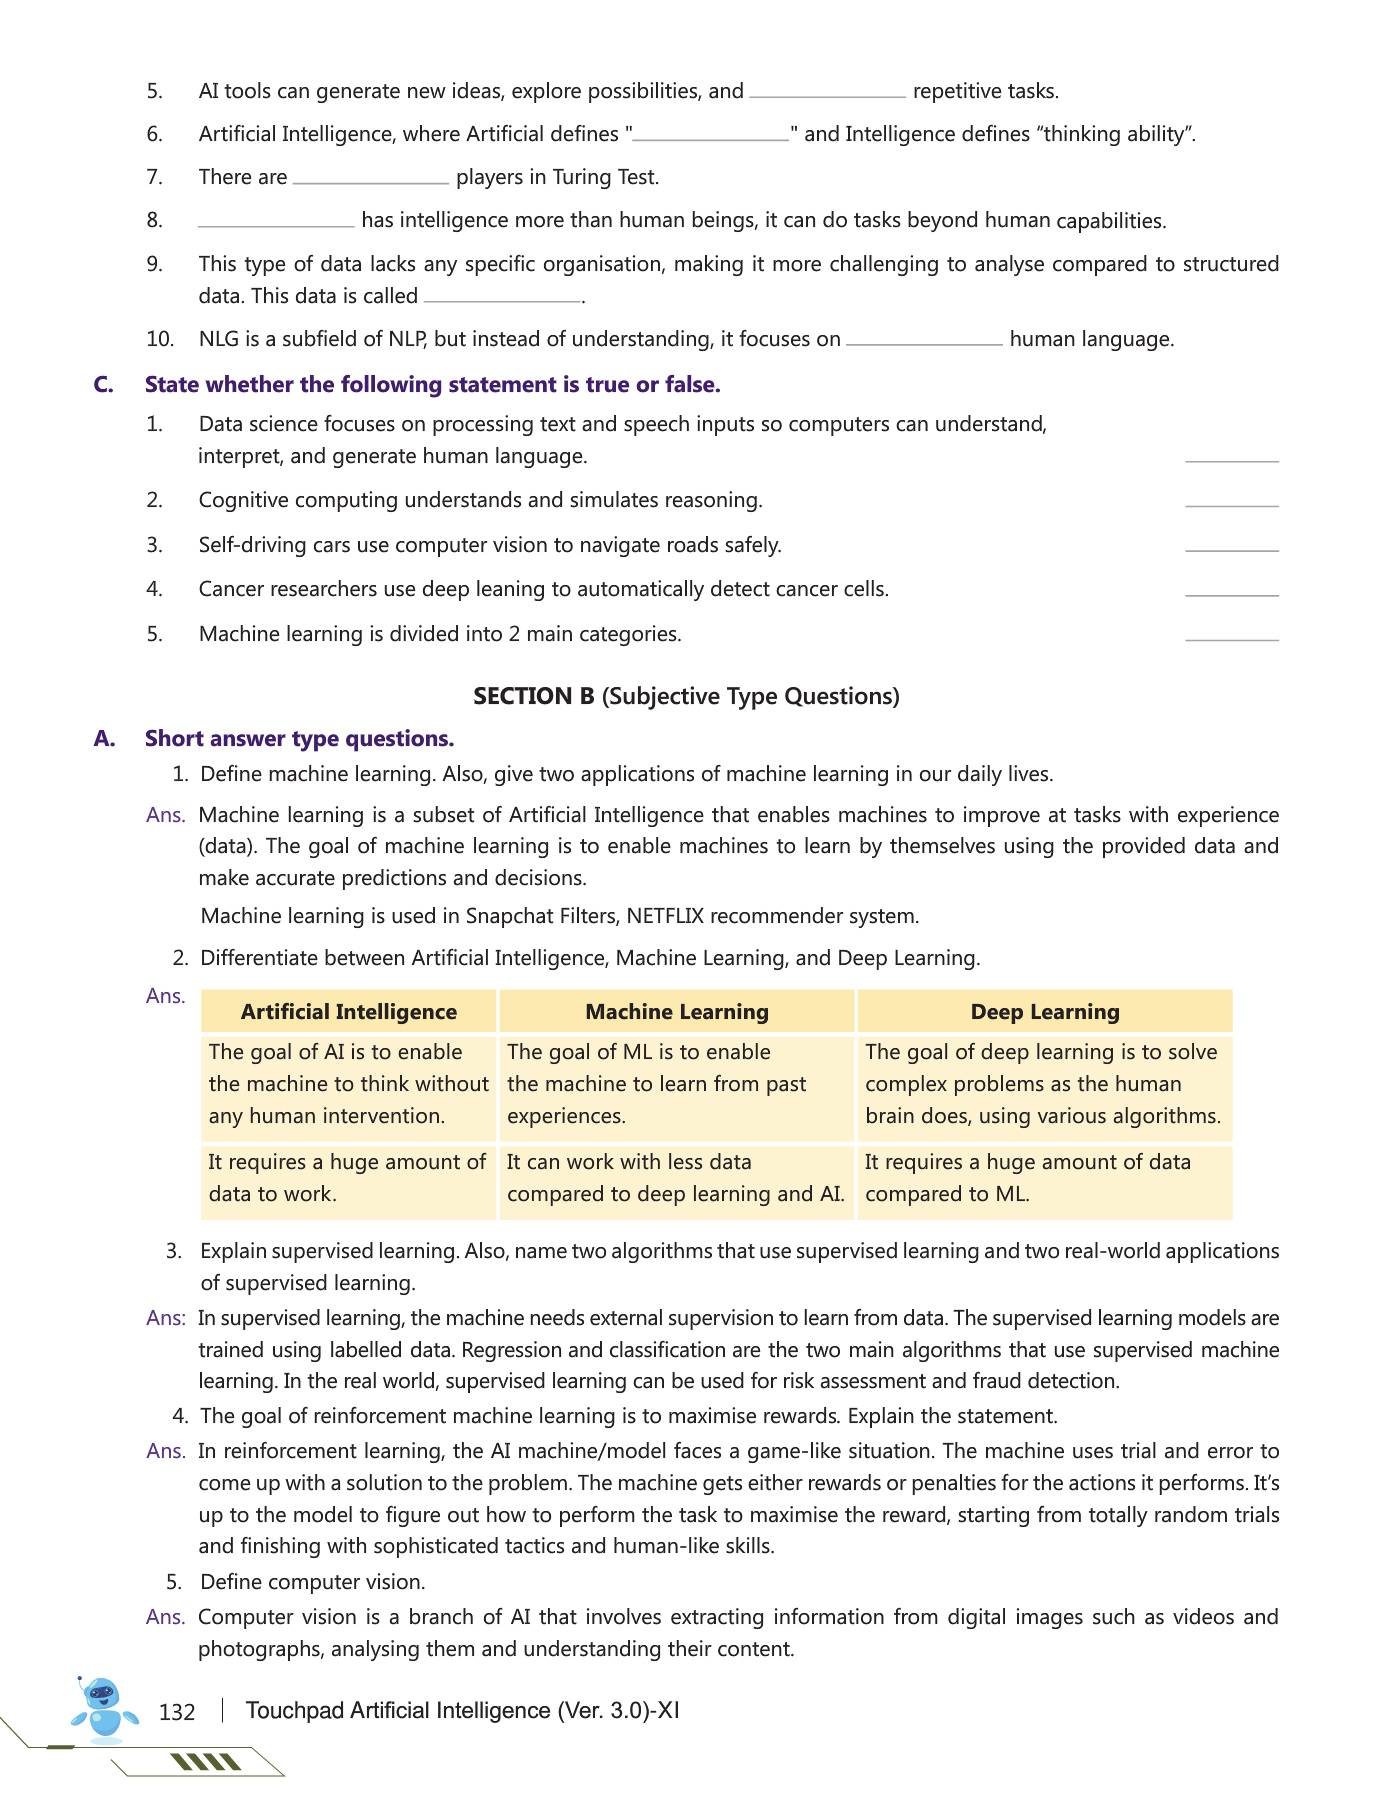 5. AI tools can generate new ideas, explore possibilities, and _______________ repetitive tasks.
6. Artificial Intelligence, where Artificial defines "_______________" and Intelligence defines “thinking ability”.
7. There are _______________ players in Turing Test.
8. _______________ has intelligence more than human beings, it can do tasks beyond human capabilities.
9. This type of data lacks any specific organisation, making it more challenging to analyse compared to structured
data. This data is called _______________.
10. NLG is a subfield of NLP, but instead of understanding, it focuses on _______________ human language.
C. State whether the following statement is true or false.
1. Data science focuses on processing text and speech inputs so computers can understand,
interpret, and generate human language. _________
2. Cognitive computing understands and simulates reasoning. _________
3. Self-driving cars use computer vision to navigate roads safely. _________
4. Cancer researchers use deep leaning to automatically detect cancer cells. _________
5. Machine learning is divided into 2 main categories. _________
SECTION B (Subjective Type Questions)
A. Short answer type questions.
1. Define machine learning. Also, give two applications of machine learning in our daily lives.
Ans. Machine learning is a subset of Artificial Intelligence that enables machines to improve at tasks with experience
(data). The goal of machine learning is to enable machines to learn by themselves using the provided data and
make accurate predictions and decisions.
Machine learning is used in Snapchat Filters, NETFLIX recommender system.
2. Differentiate between Artificial Intelligence, Machine Learning, and Deep Learning.
Ans.
Artificial Intelligence Machine Learning Deep Learning
The goal of AI is to enable
the machine to think without
any human intervention.
The goal of ML is to enable
the machine to learn from past
experiences.
The goal of deep learning is to solve
complex problems as the human
brain does, using various algorithms.
It requires a huge amount of
data to work.
It can work with less data
compared to deep learning and AI.
It requires a huge amount of data
compared to ML.
3. Explain supervised learning. Also, name two algorithms that use supervised learning and two real-world applications
of supervised learning.
Ans: In supervised learning, the machine needs external supervision to learn from data. The supervised learning models are
trained using labelled data. Regression and classification are the two main algorithms that use supervised machine
learning. In the real world, supervised learning can be used for risk assessment and fraud detection.
4. The goal of reinforcement machine learning is to maximise rewards. Explain the statement.
Ans. In reinforcement learning, the AI machine/model faces a game-like situation. The machine uses trial and error to
come up with a solution to the problem. The machine gets either rewards or penalties for the actions it performs. It’s
up to the model to figure out how to perform the task to maximise the reward, starting from totally random trials
and finishing with sophisticated tactics and human-like skills.
5. Define computer vision.
Ans. Computer vision is a branch of AI that involves extracting information from digital images such as videos and
photographs, analysing them and understanding their content.
132 Touchpad Artificial Intelligence (Ver. 3.0)-XI